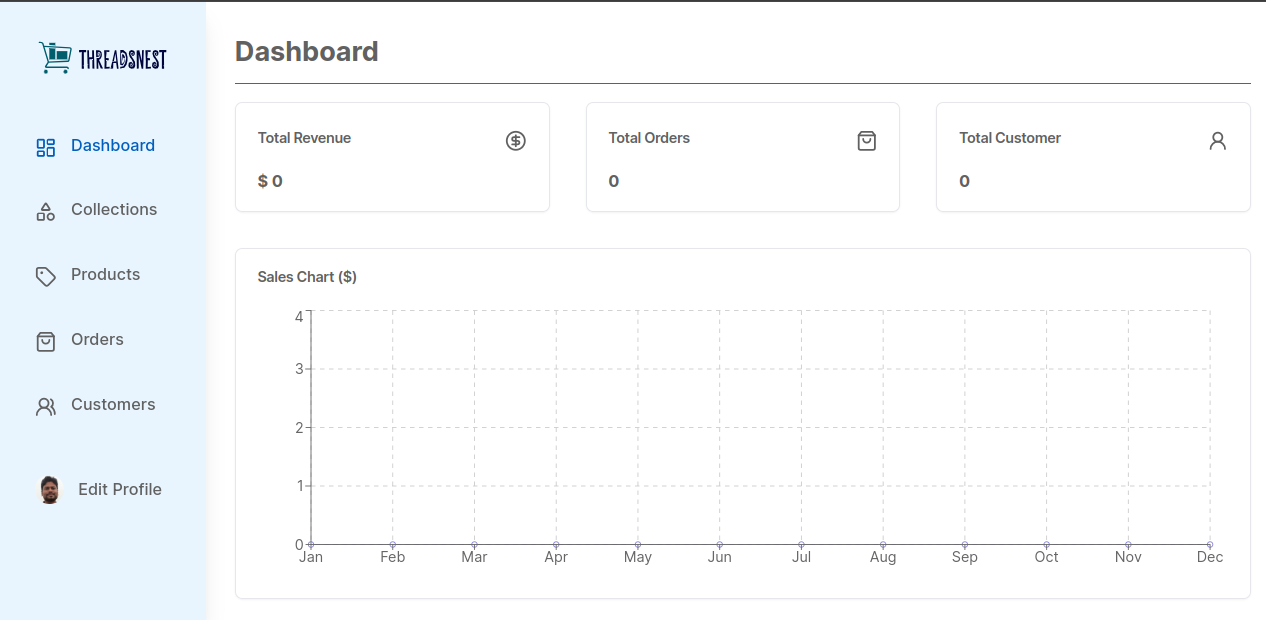 THREADSNEST
Dashboard
Collections
Products
Orders
Customers
Edit Profile
Dashboard
Total Revenue
$ 0
Total Orders
0
Total Customer
0
Sales Chart ($)
4
3
2
1
0
Jan Feb Mar Apr May Jun Jul Aug Sep Oct Nov Dec